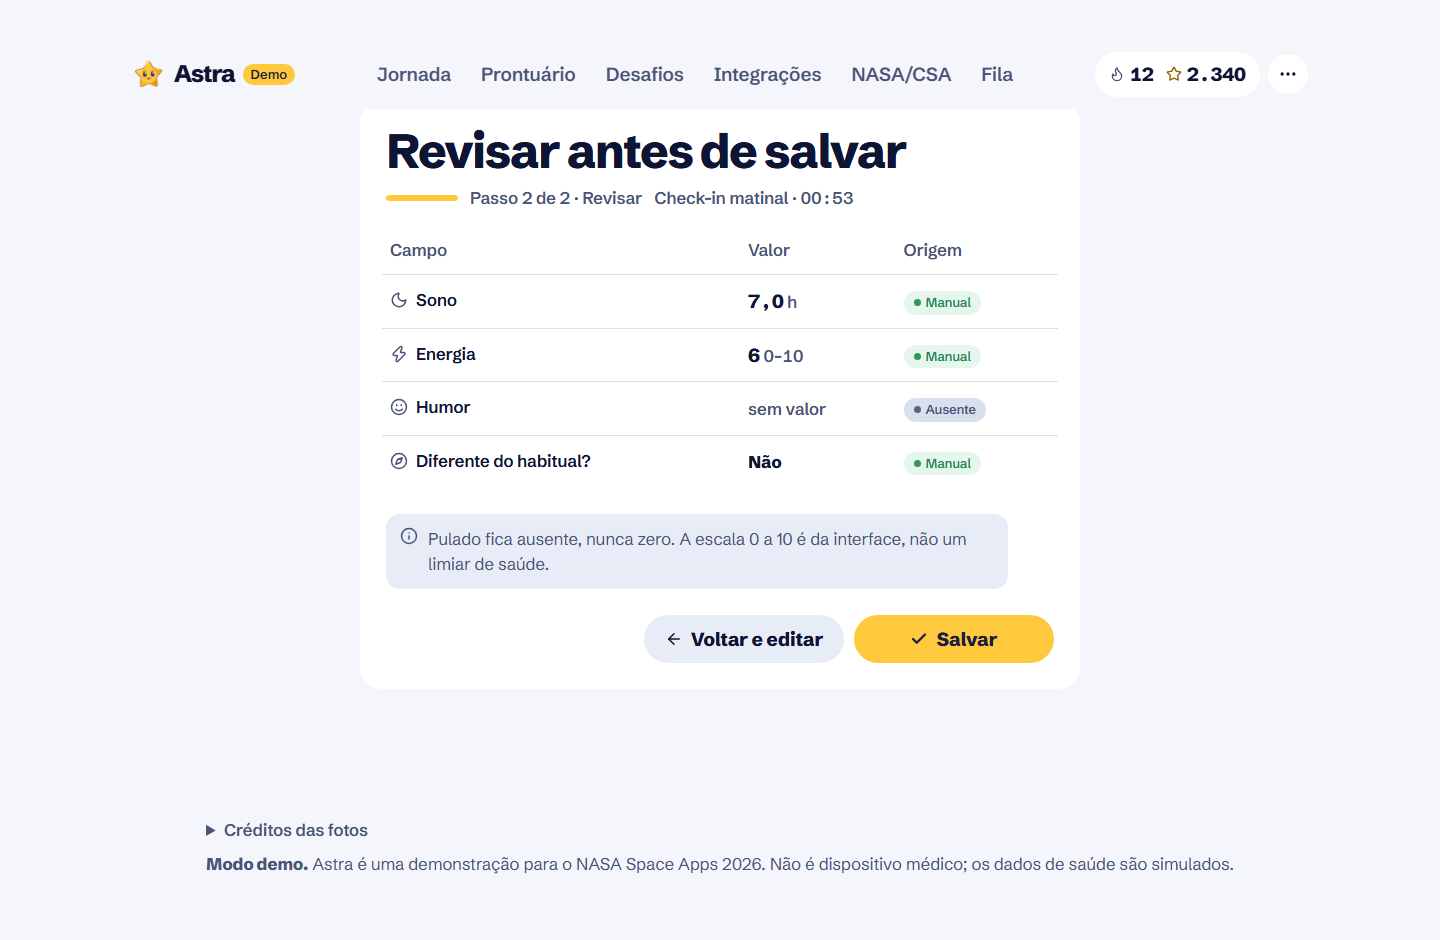 Astra Demo Jornada Prontuário Desafios Integrações NASA/CSA Fila 12 2.340
Revisar antes de salvar
Passo 2 de 2 · Revisar Check-in matinal · 00:53
Campo Valor Origem
Sono 7,0 h Manual
Energia 6 0–10 Manual
Humor sem valor Ausente
Diferente do habitual? Não Manual
Pulado fica ausente, nunca zero. A escala 0 a 10 é da interface, não um
limiar de saúde.
Voltar e editar Salvar
Créditos das fotos
Modo demo. Astra é uma demonstração para o NASA Space Apps 2026. Não é dispositivo médico; os dados de saúde são simulados.